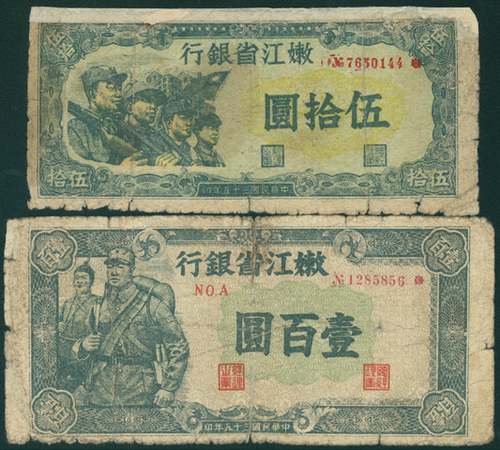 行銀省江嫩
№7650144
圓拾伍
伍拾
伍拾
印年五十三國民華中
行銀省江嫩
NO.A
№1285856
圓百壹
印年五十三國民華中